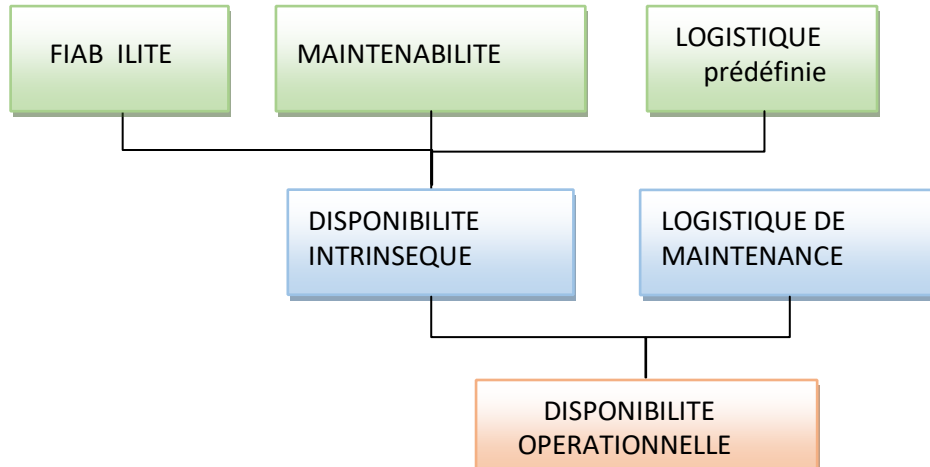 FIAB ILITE
MAINTENABILITE
LOGISTIQUE
prédéfinie
DISPONIBILITE
INTRINSEQUE
LOGISTIQUE DE
MAINTENANCE
DISPONIBILITE
OPERATIONNELLE